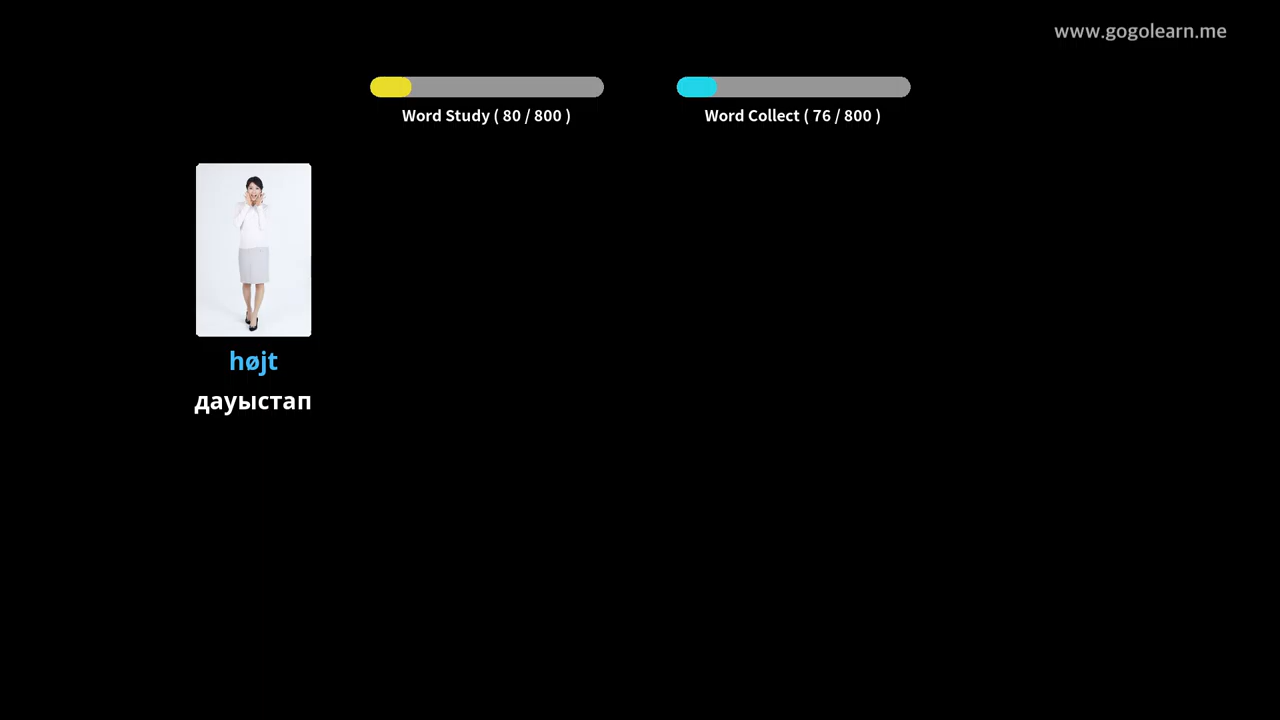 www.gogolearn.me
Word Study ( 80 / 800 )
Word Collect ( 76 / 800 )
højt
дауыстап